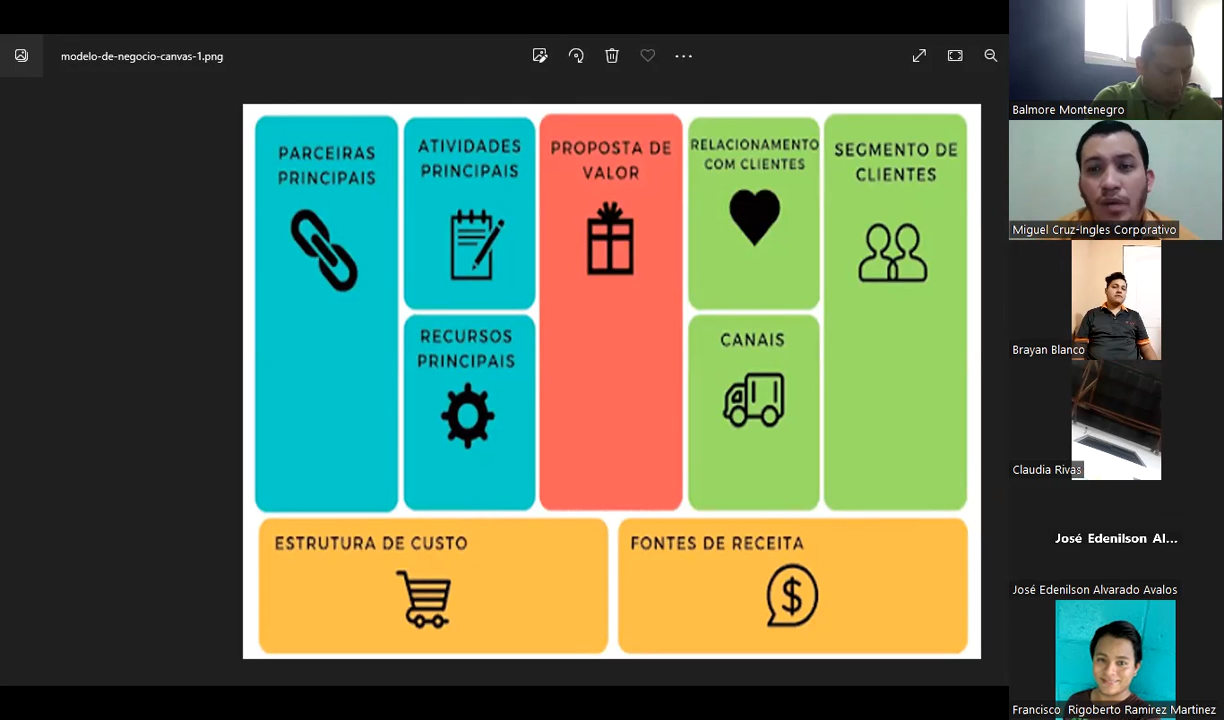 modelo-de-negocio-canvas-1.png
PARCEIRAS
PRINCIPAIS
ATIVIDADES
PRINCIPAIS
RECURSOS
PRINCIPAIS
PROPOSTA DE
VALOR
RELACIONAMENTO
COM CLIENTES
CANAIS
SEGMENTO DE
CLIENTES
ESTRUTURA DE CUSTO
FONTES DE RECEITA
$
Balmore Montenegro
Miguel Cruz-Ingles Corporativo
Brayan Blanco
Claudia Rivas
José Edenilson Al...
José Edenilson Alvarado Avalos
Francisco Rigoberto Ramirez Martinez